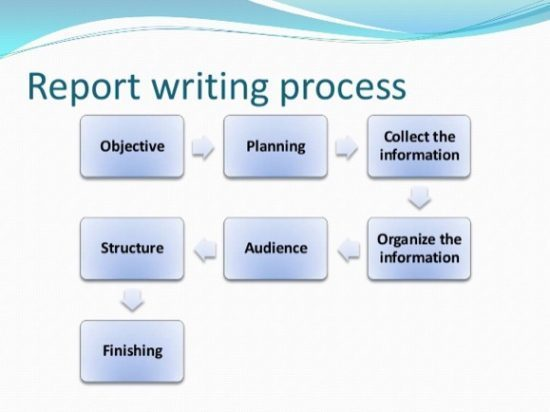 Report writing process
Objective
Planning
Collect the
information
Organize the
information
Audience
Structure
Finishing